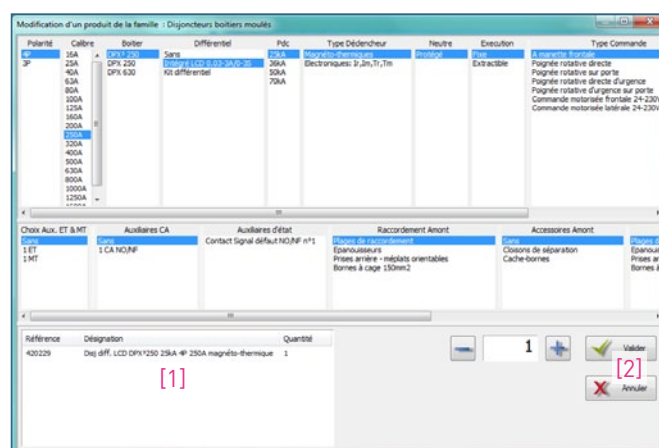 Modification d'un produit de la famille : Disjoncteurs boitiers moulés
Polarité Calibre Boitier Différentiel Pdc Type Déclencheur Neutre Execution Type Commande
4P 16A DPX³ 250 Sans 25kA Magnéto-thermiques Protégé Fixe A manette frontale
3P 25A DPX 250 Intégré LCD 0.03-3A/0-3S 36kA Electroniques: Ir,Im,Tr,Tm Extractible Poignée rotative directe
40A DPX 630 Kit différentiel 50kA Poignée rotative sur porte
63A 70kA Poignée rotative directe d'urgence
80A Poignée rotative d'urgence sur porte
100A Commande motorisée frontale 24-230V
125A Commande motorisée latérale 24-230V
160A
200A
250A
320A
400A
500A
630A
800A
1000A
1250A
Choix Aux. ET & MT Auxiliaires CA Auxiliaires d'état Raccordement Amont Accessoires Amont
Sans Sans Contact Signal défaut NO/NF n°1 Plages de raccordement Sans Plages d
1 ET 1 CA NO/NF Epanouisseurs Cloisons de séparation Epanouis
1 MT Prises arrière - méplats orientables Cache-bornes Prises ar
Bornes à cage 150mm2 Bornes
Référence Désignation Quantité
420229 Disj diff. LCD DPX³250 25kA 4P 250A magnéto-thermique 1
1
Valider
Annuler
[1]
[2]